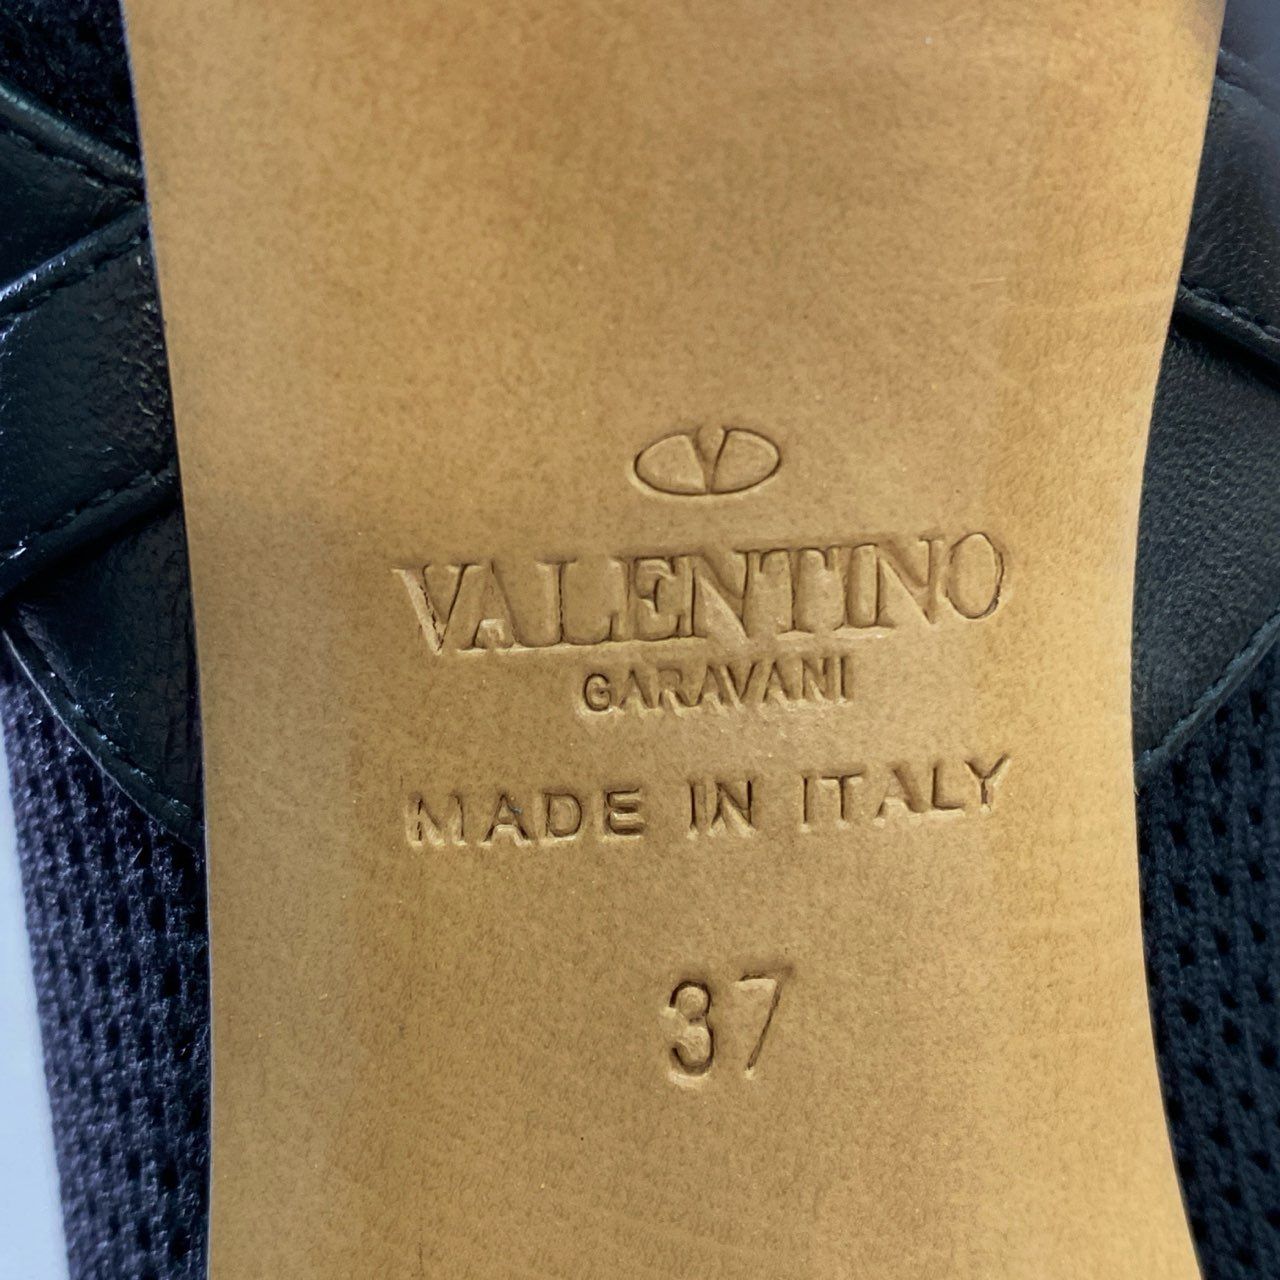 VALENTINO
GARAVANI
MADE IN ITALY
37